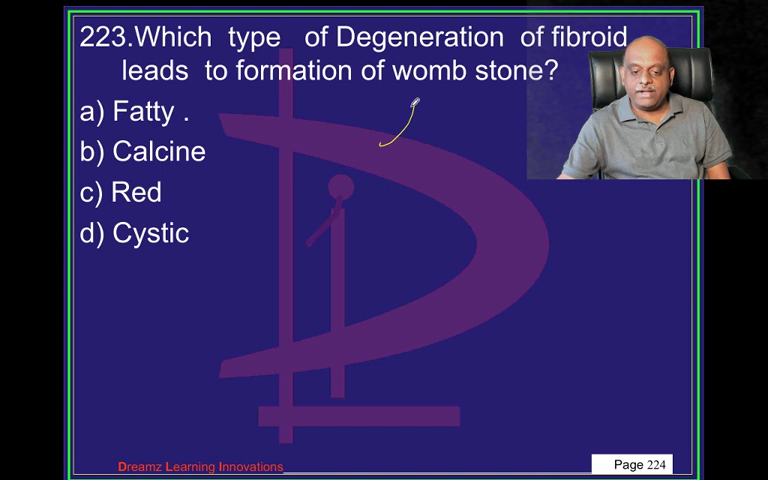 223.Which type of Degeneration of fibroid
leads to formation of womb stone?
a) Fatty .
b) Calcine
c) Red
d) Cystic
Dreamz Learning Innovations
Page 224